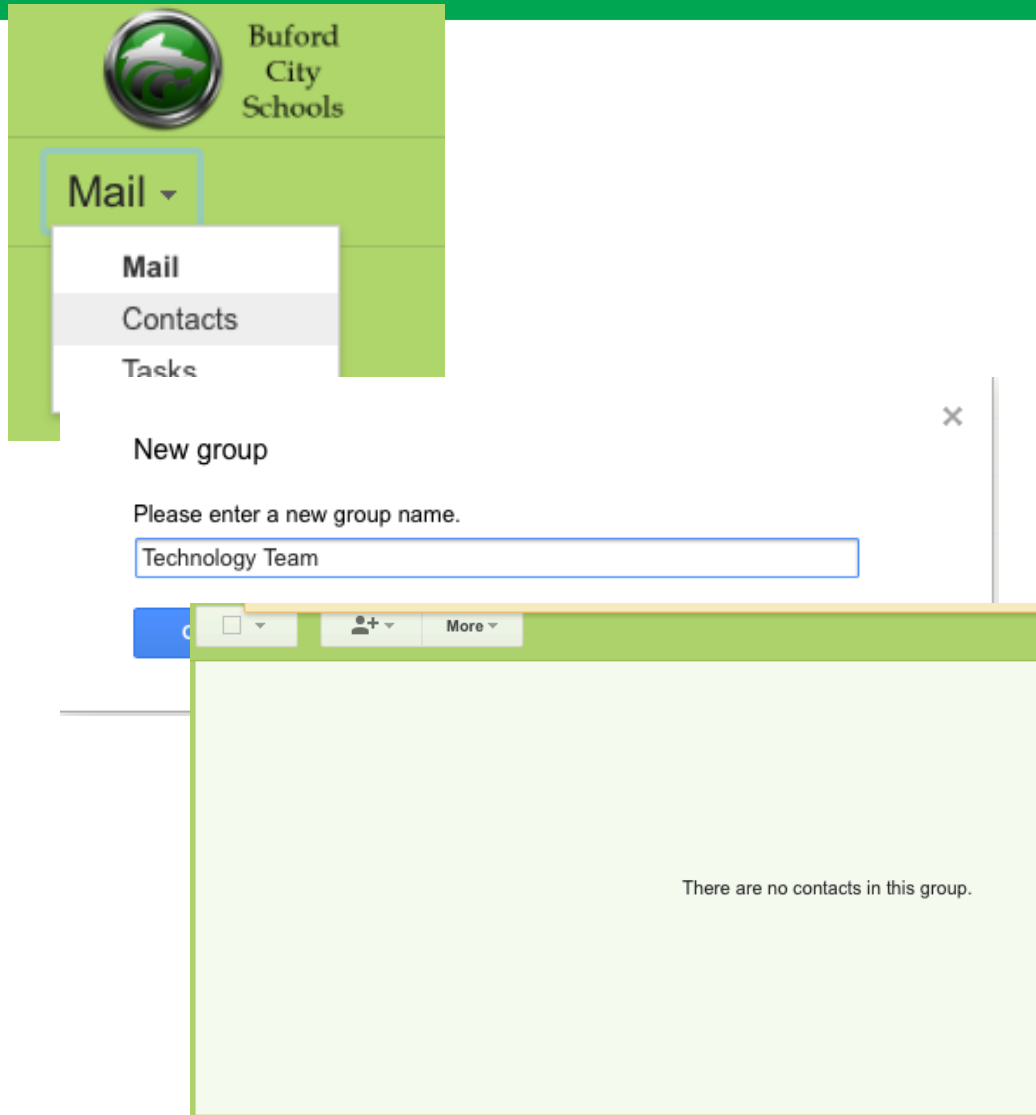 Buford
City
Schools
Mail
Mail
Contacts
Tasks
New group
Please enter a new group name.
Technology Team
More
There are no contacts in this group.